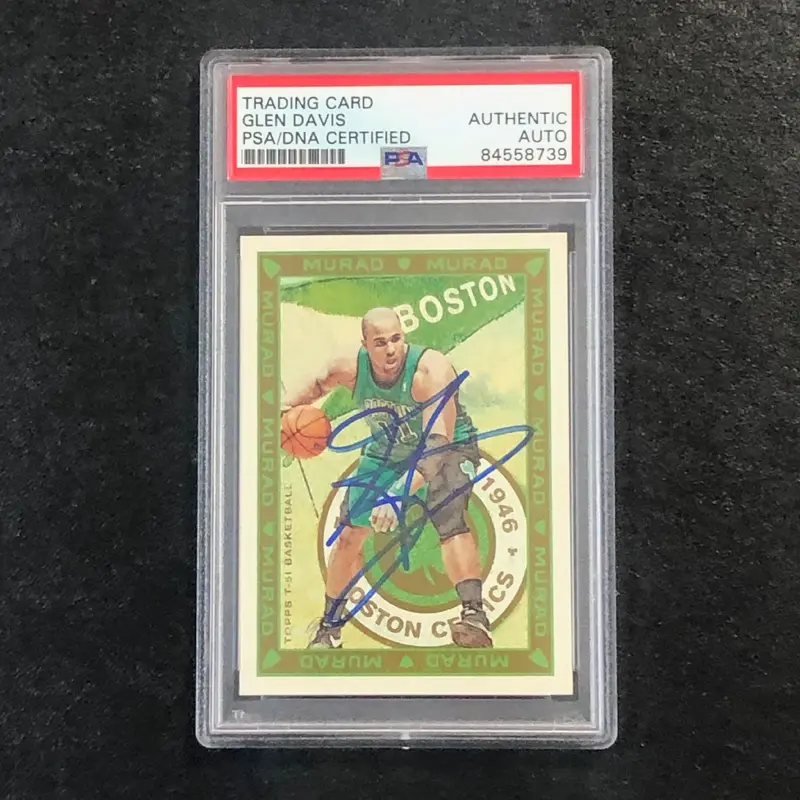 TRADING CARD
GLEN DAVIS
PSA/DNA CERTIFIED
AUTHENTIC
AUTO
84558739
PSA
MURAD MURAD
MURAD MURAD MURAD
MURAD MURAD MURAD
BOSTON
11
1946
BOSTON CELTICS
TOPPS T-51 BASKETBALL
MURAD MURAD